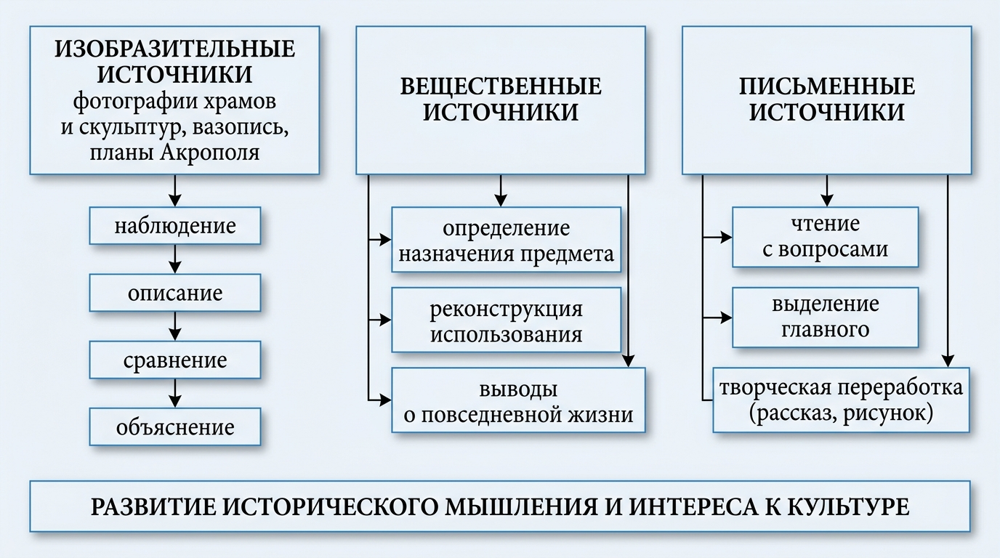 ИЗОБРАЗИТЕЛЬНЫЕ
ИСТОЧНИКИ
фотографии храмов
и скульптур, вазопись,
планы Акрополя
наблюдение
описание
сравнение
объяснение
ВЕЩЕСТВЕННЫЕ
ИСТОЧНИКИ
определение
назначения предмета
реконструкция
использования
выводы
о повседневной жизни
ПИСЬМЕННЫЕ
ИСТОЧНИКИ
чтение
с вопросами
выделение
главного
творческая переработка
(рассказ, рисунок)
РАЗВИТИЕ ИСТОРИЧЕСКОГО МЫШЛЕНИЯ И ИНТЕРЕСА К КУЛЬТУРЕ